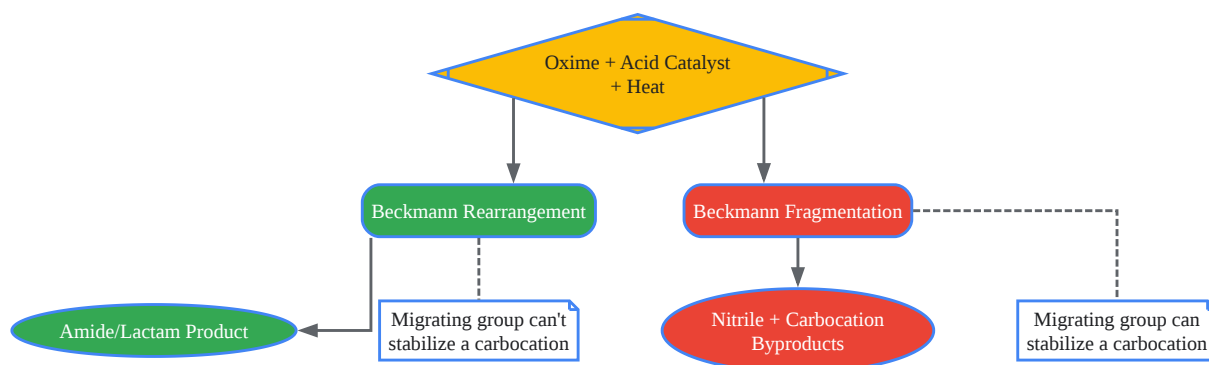 Oxime + Acid Catalyst
+ Heat
Beckmann Rearrangement
Beckmann Fragmentation
Amide/Lactam Product
Migrating group can't
stabilize a carbocation
Nitrile + Carbocation
Byproducts
Migrating group can
stabilize a carbocation